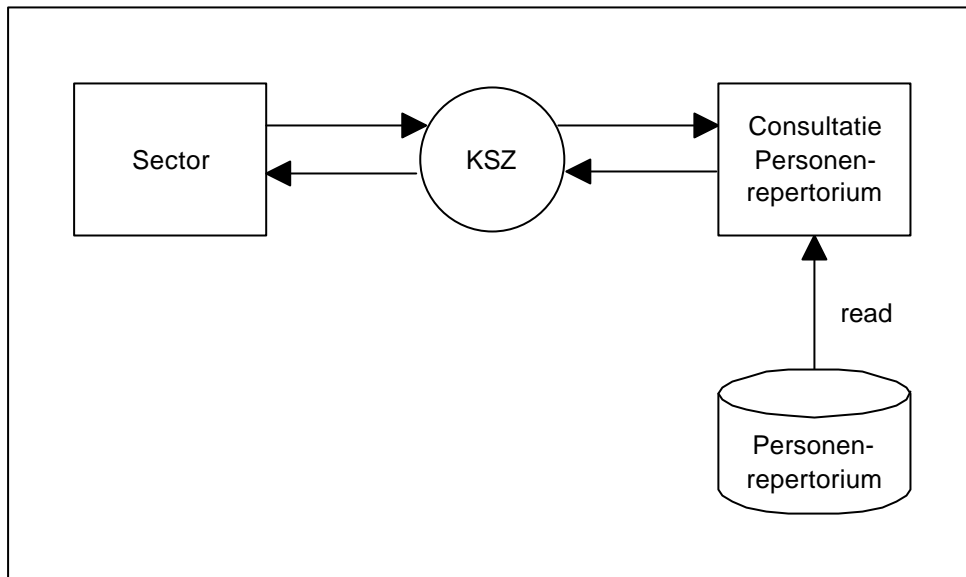 Sector
KSZ
Consultatie
Personen-
repertorium
read
Personen-
repertorium